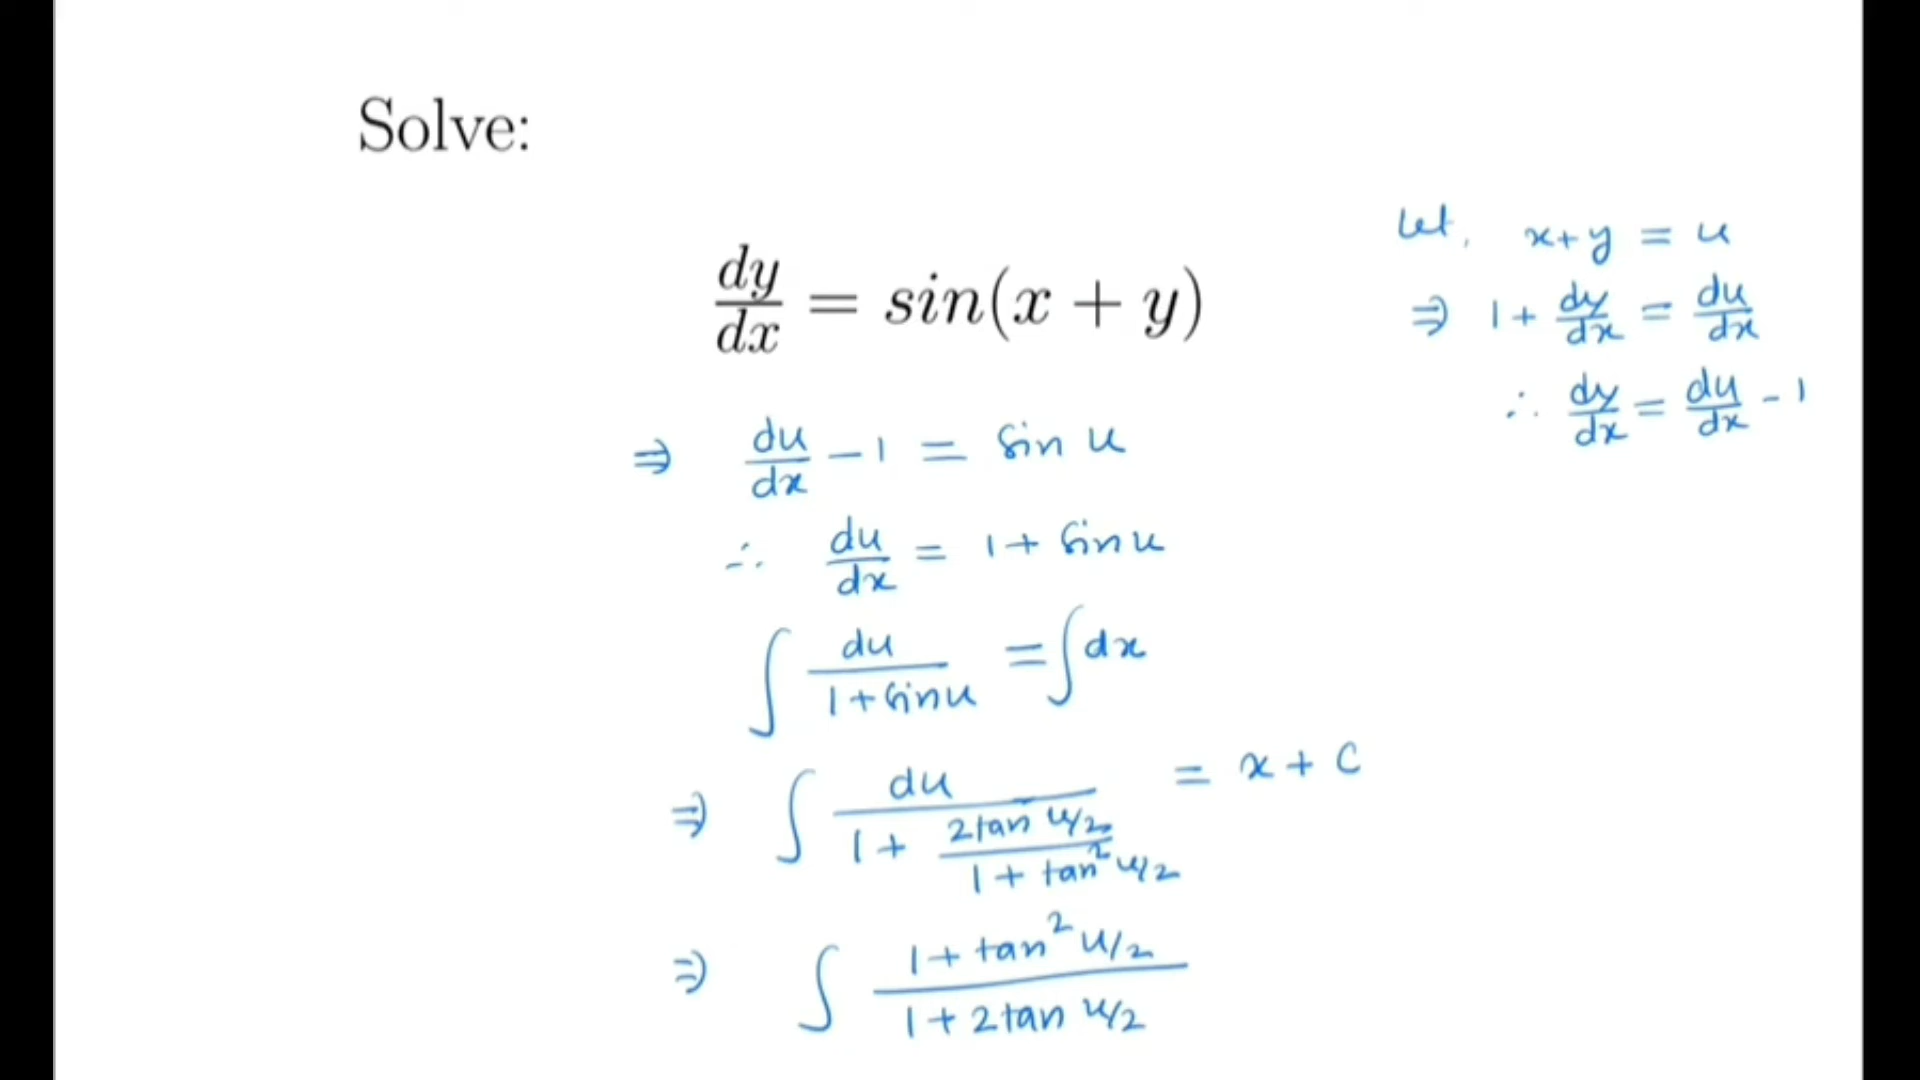 Solve:
dy/dx = sin(x + y)
let, x+y = u
⇒ 1 + dy/dx = du/dx
∴ dy/dx = du/dx - 1
⇒ du/dx - 1 = sin u
∴ du/dx = 1 + sin u
∫ du/(1+sin u) = ∫ dx
⇒ ∫ du/(1 + (2tan u/2)/(1 + tan² u/2)) = x + c
⇒ ∫ (1 + tan² u/2)/(1 + 2tan u/2)